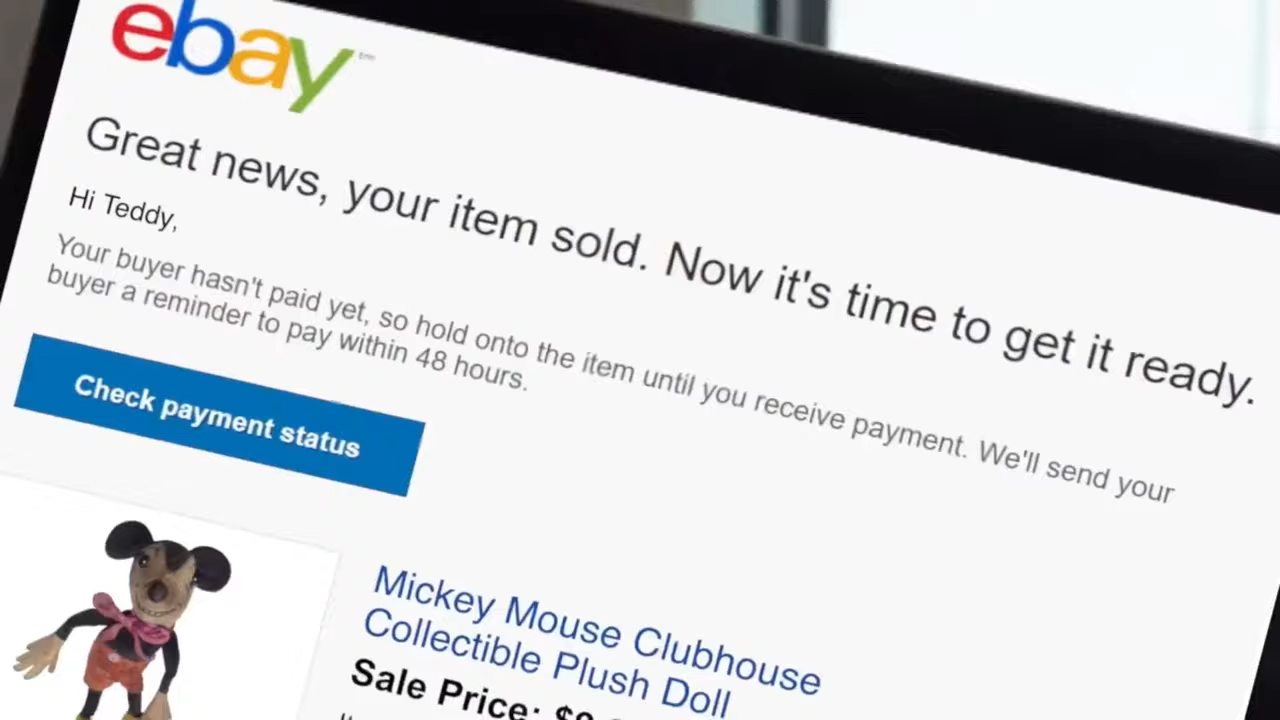 ebay
Great news, your item sold. Now it's time to get it ready.
Hi Teddy,
Your buyer hasn't paid yet, so hold onto the item until you receive payment. We'll send your
buyer a reminder to pay within 48 hours.
Check payment status
Mickey Mouse Clubhouse
Collectible Plush Doll
Sale Price: